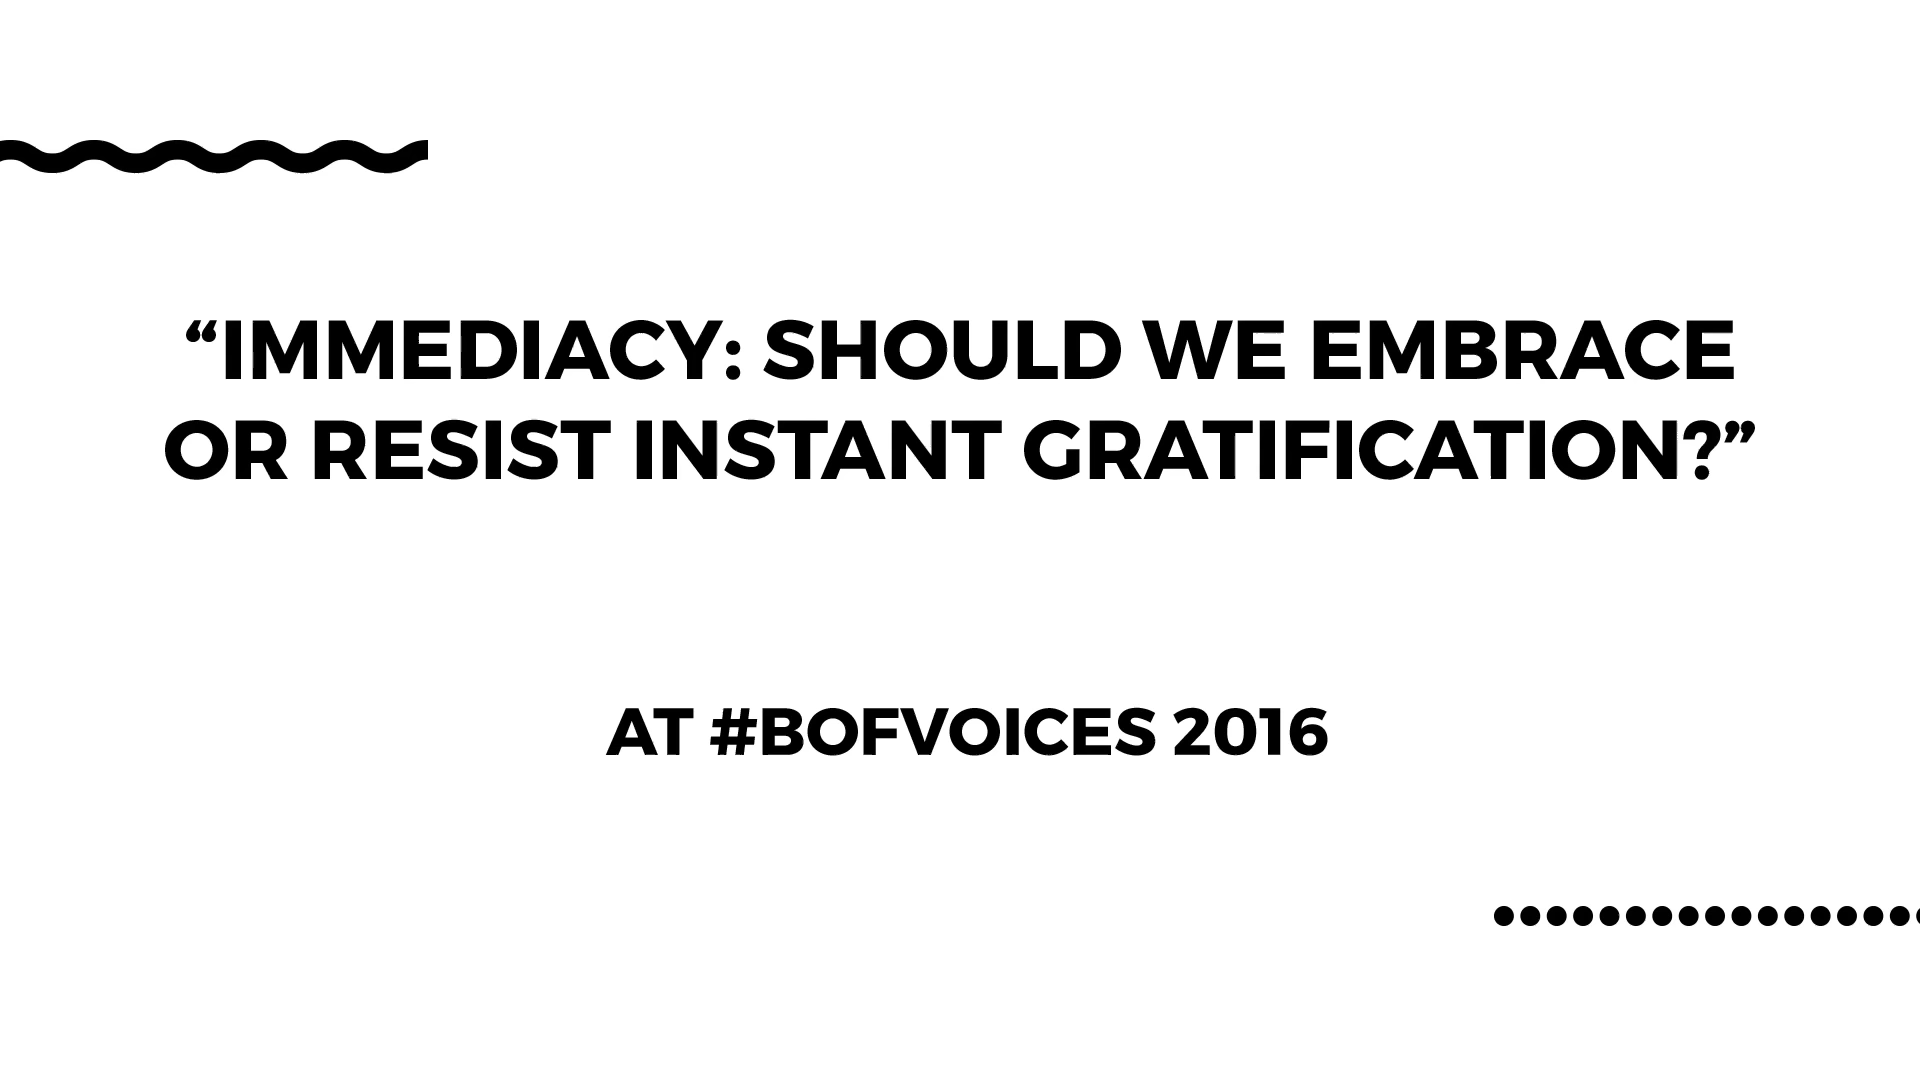 “IMMEDIACY: SHOULD WE EMBRACE
OR RESIST INSTANT GRATIFICATION?”
AT #BOFVOICES 2016